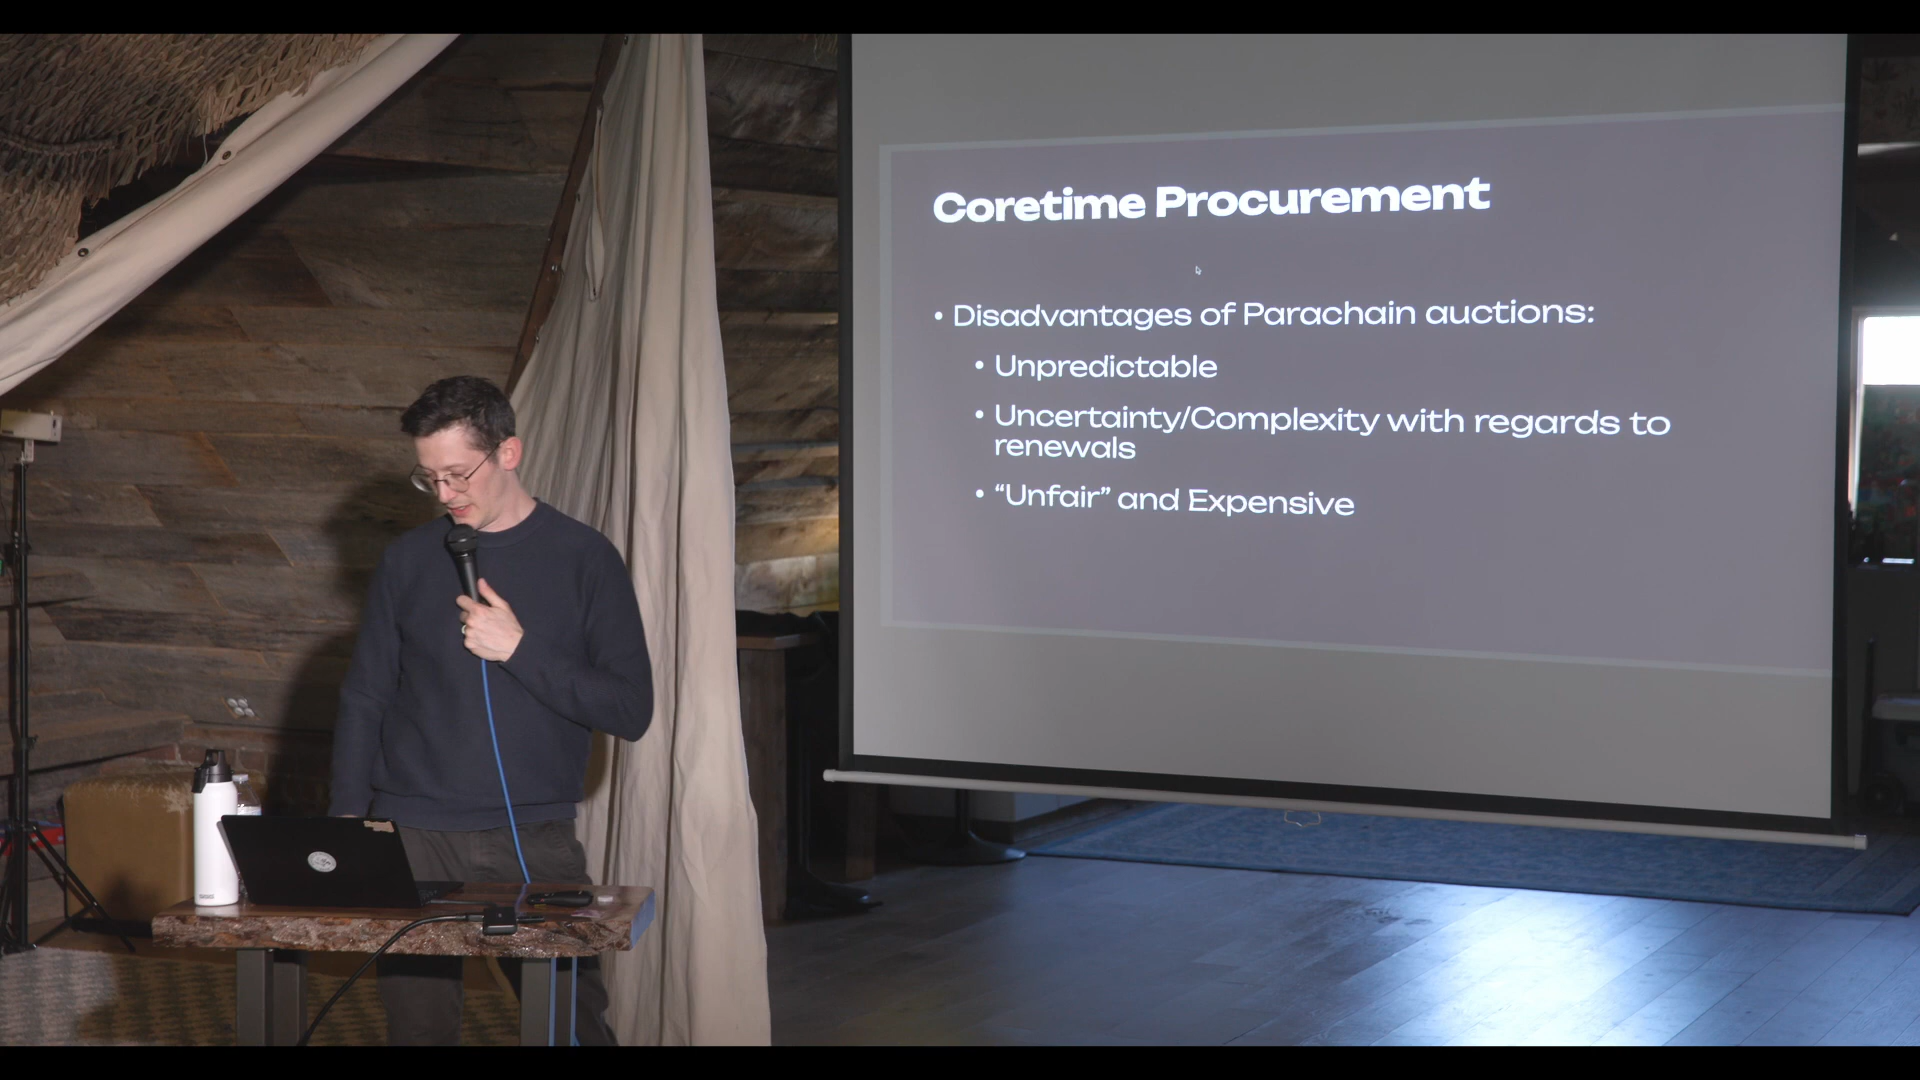 Coretime Procurement
• Disadvantages of Parachain auctions:
• Unpredictable
• Uncertainty/Complexity with regards to
renewals
• “Unfair” and Expensive